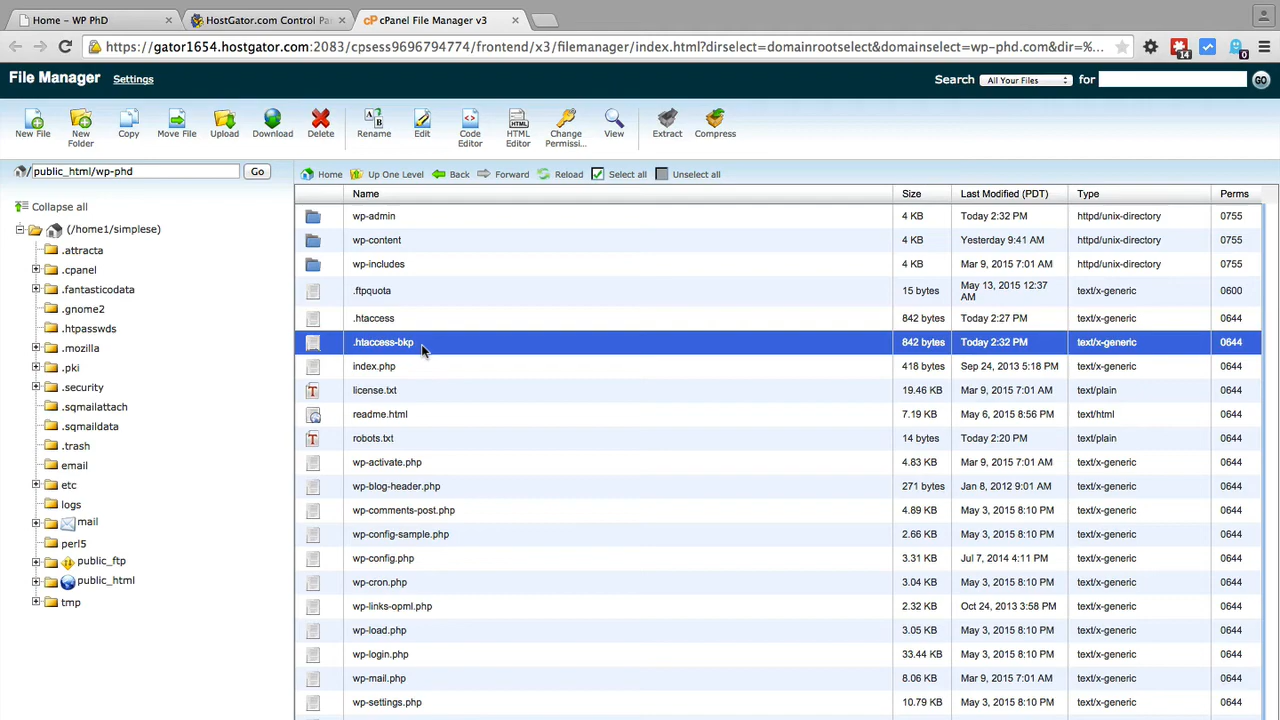 Home – WP PhD
HostGator.com Control Pa
cPanel File Manager v3
https://gator1654.hostgator.com:2083/cpsess9696794774/frontend/x3/filemanager/index.html?dirselect=domainrootselect&domainselect=wp-phd.com&dir=%...
14
0
File Manager
Settings
Search
All Your Files
for
GO
New File
New Folder
Copy
Move File
Upload
Download
Delete
Rename
Edit
Code Editor
HTML Editor
Change Permissi...
View
Extract
Compress
/
public_html/wp-phd
Go
Home
Up One Level
Back
Forward
Reload
Select all
Unselect all
Collapse all
(/home1/simplese)
.attracta
.cpanel
.fantasticodata
.gnome2
.htpasswds
.mozilla
.pki
.security
.sqmailattach
.sqmaildata
.trash
email
etc
logs
mail
perl5
public_ftp
public_html
tmp
Name Size Last Modified (PDT) Type Perms
wp-admin 4 KB Today 2:32 PM httpd/unix-directory 0755
wp-content 4 KB Yesterday 9:41 AM httpd/unix-directory 0755
wp-includes 4 KB Mar 9, 2015 7:01 AM httpd/unix-directory 0755
.ftpquota 15 bytes May 13, 2015 12:37 AM text/x-generic 0600
.htaccess 842 bytes Today 2:27 PM text/x-generic 0644
.htaccess-bkp 842 bytes Today 2:32 PM text/x-generic 0644
index.php 418 bytes Sep 24, 2013 5:18 PM text/x-generic 0644
license.txt 19.46 KB Mar 9, 2015 7:01 AM text/plain 0644
readme.html 7.19 KB May 6, 2015 8:56 PM text/html 0644
robots.txt 14 bytes Today 2:20 PM text/plain 0644
wp-activate.php 4.83 KB Mar 9, 2015 7:01 AM text/x-generic 0644
wp-blog-header.php 271 bytes Jan 8, 2012 9:01 AM text/x-generic 0644
wp-comments-post.php 4.89 KB May 3, 2015 8:10 PM text/x-generic 0644
wp-config-sample.php 2.66 KB May 3, 2015 8:10 PM text/x-generic 0644
wp-config.php 3.31 KB Jul 7, 2014 4:11 PM text/x-generic 0644
wp-cron.php 3.04 KB May 3, 2015 8:10 PM text/x-generic 0644
wp-links-opml.php 2.32 KB Oct 24, 2013 3:58 PM text/x-generic 0644
wp-load.php 3.05 KB May 3, 2015 8:10 PM text/x-generic 0644
wp-login.php 33.44 KB May 3, 2015 8:10 PM text/x-generic 0644
wp-mail.php 8.06 KB Mar 9, 2015 7:01 AM text/x-generic 0644
wp-settings.php 10.79 KB May 3, 2015 8:10 PM text/x-generic 0644